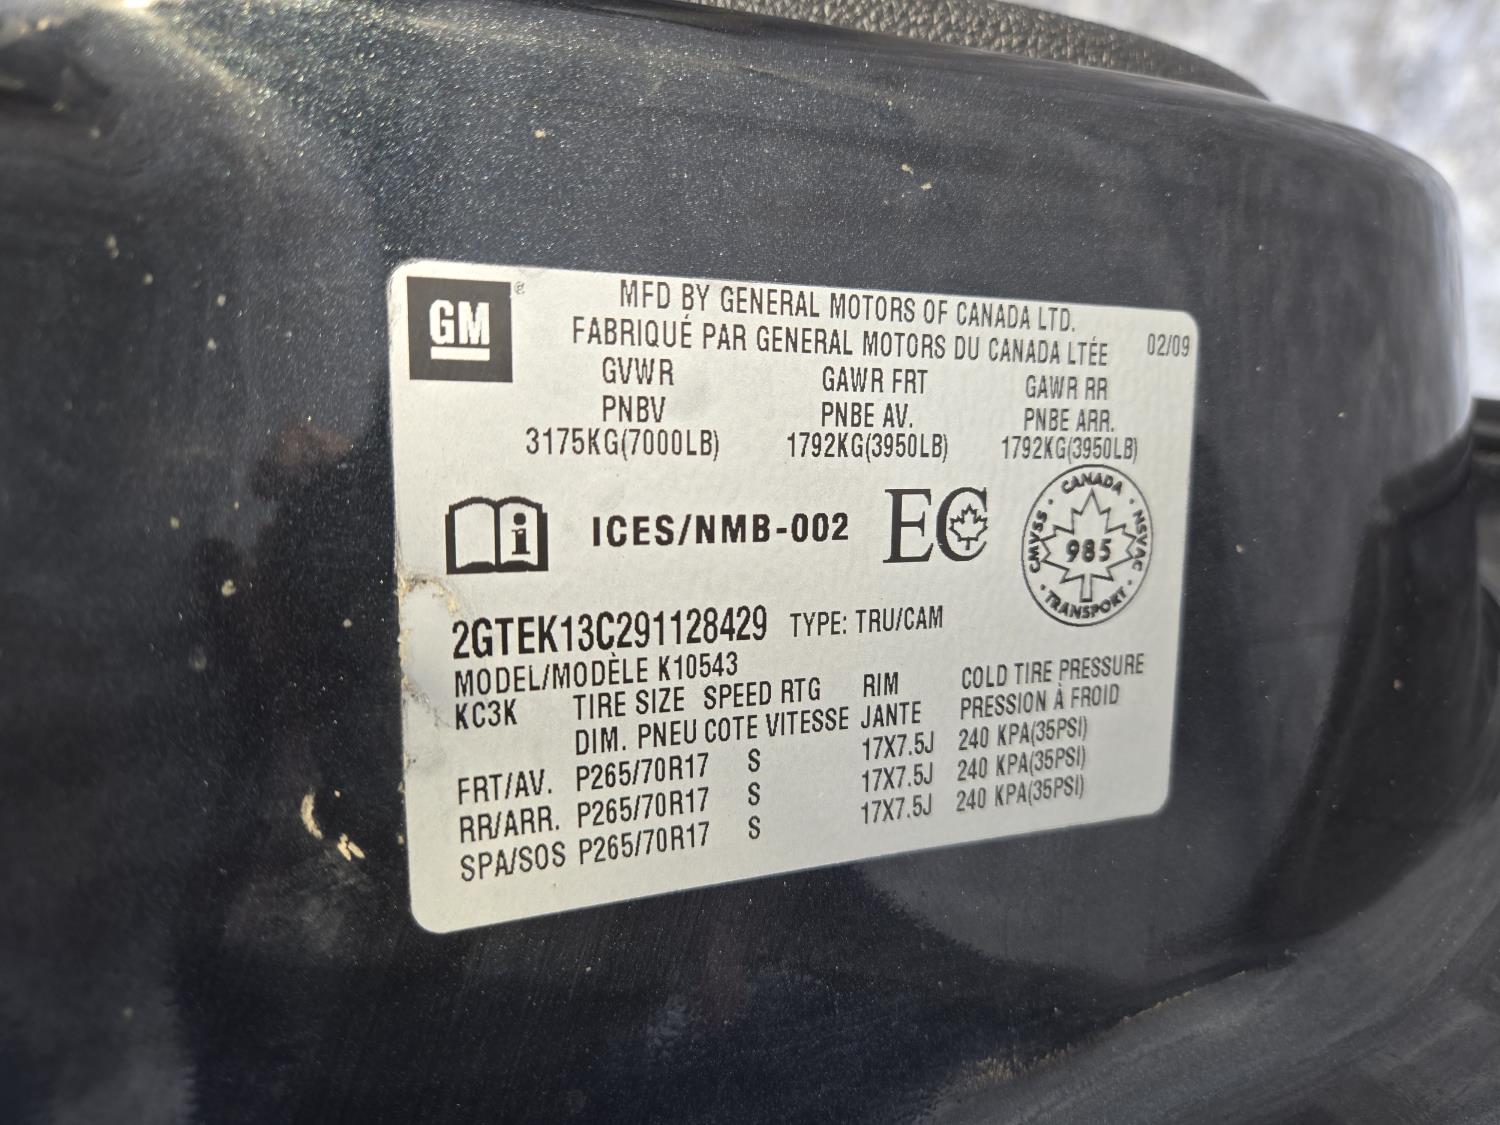 GM®
MFD BY GENERAL MOTORS OF CANADA LTD.
FABRIQUÉ PAR GENERAL MOTORS DU CANADA LTÉE 02/09
GVWR GAWR FRT GAWR RR
PNBV PNBE AV. PNBE ARR.
3175KG(7000LB) 1792KG(3950LB) 1792KG(3950LB)
i ICES/NMB-002 EC
CANADA · NSVAC · TRANSPORT · CMVSS ·
985
2GTEK13C291128429 TYPE: TRU/CAM
MODEL/MODÈLE K10543
KC3K TIRE SIZE SPEED RTG RIM COLD TIRE PRESSURE
DIM. PNEU COTE VITESSE JANTE PRESSION À FROID
FRT/AV. P265/70R17 S 17X7.5J 240 KPA(35PSI)
RR/ARR. P265/70R17 S 17X7.5J 240 KPA(35PSI)
SPA/SOS P265/70R17 S 17X7.5J 240 KPA(35PSI)